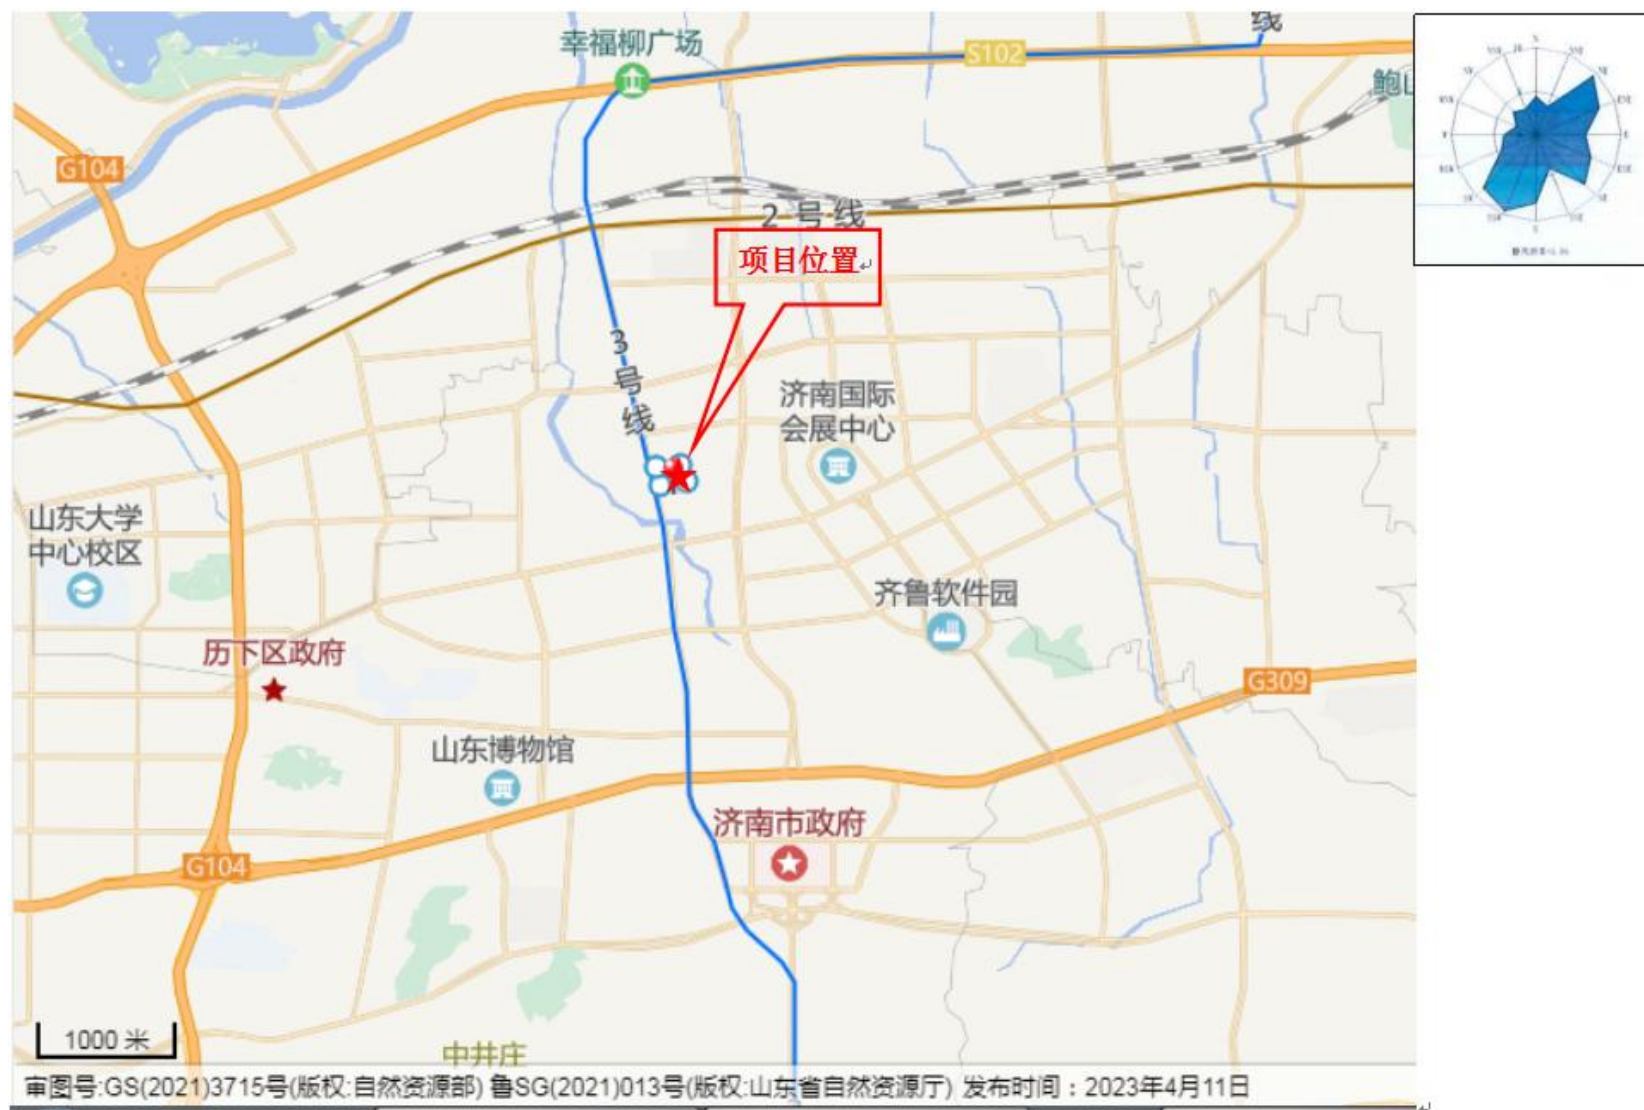 幸福柳广场
S102
线
鲍山
G104
2 号 线
项目位置
3
号
线
济南国际
会展中心
山东大学
中心校区
齐鲁软件园
历下区政府
G309
山东博物馆
济南市政府
G104
1000 米
中井庄
审图号:GS(2021)3715号(版权:自然资源部) 鲁SG(2021)013号(版权:山东省自然资源厅) 发布时间：2023年4月11日